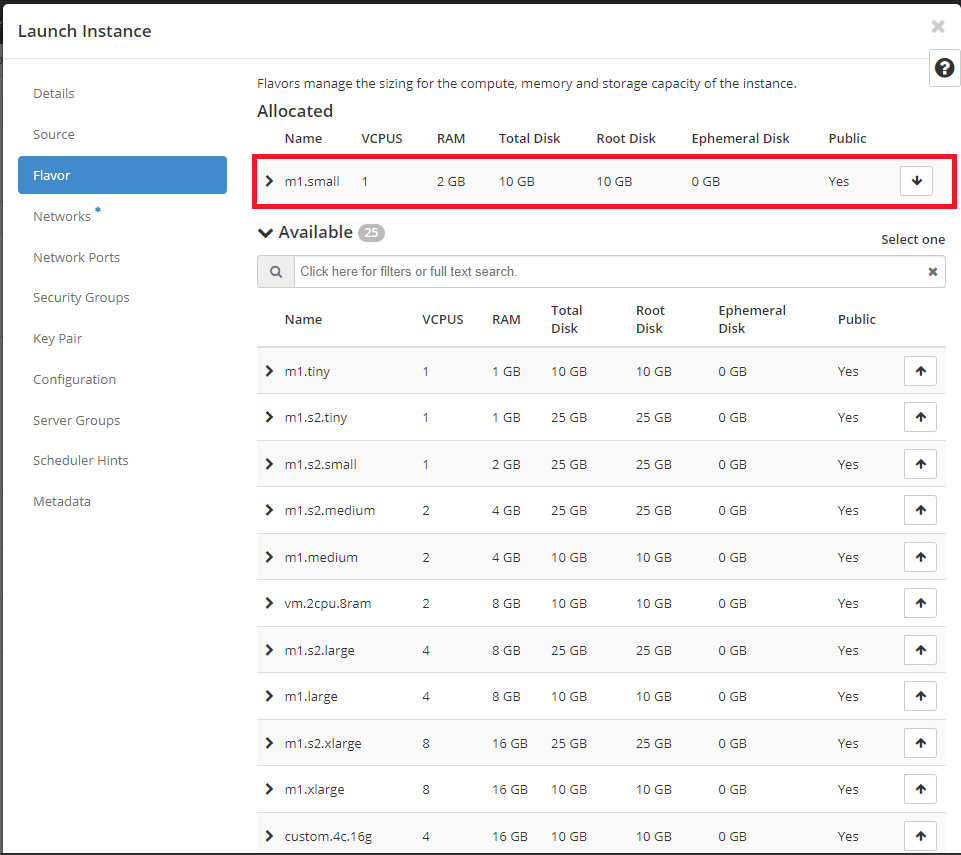 Launch Instance
Details
Source
Flavor
Networks *
Network Ports
Security Groups
Key Pair
Configuration
Server Groups
Scheduler Hints
Metadata
Flavors manage the sizing for the compute, memory and storage capacity of the instance.
Allocated
Name VCPUS RAM Total Disk Root Disk Ephemeral Disk Public
m1.small 1 2 GB 10 GB 10 GB 0 GB Yes
Available 25
Select one
Click here for filters or full text search.
Name VCPUS RAM Total Disk Root Disk Ephemeral Disk Public
m1.tiny 1 1 GB 10 GB 10 GB 0 GB Yes
m1.s2.tiny 1 1 GB 25 GB 25 GB 0 GB Yes
m1.s2.small 1 2 GB 25 GB 25 GB 0 GB Yes
m1.s2.medium 2 4 GB 25 GB 25 GB 0 GB Yes
m1.medium 2 4 GB 10 GB 10 GB 0 GB Yes
vm.2cpu.8ram 2 8 GB 10 GB 10 GB 0 GB Yes
m1.s2.large 4 8 GB 25 GB 25 GB 0 GB Yes
m1.large 4 8 GB 10 GB 10 GB 0 GB Yes
m1.s2.xlarge 8 16 GB 25 GB 25 GB 0 GB Yes
m1.xlarge 8 16 GB 10 GB 10 GB 0 GB Yes
custom.4c.16g 4 16 GB 10 GB 10 GB 0 GB Yes